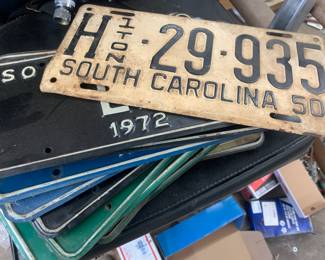 H 1 TON -29-935
SOUTH CAROLINA 50
SO
1972